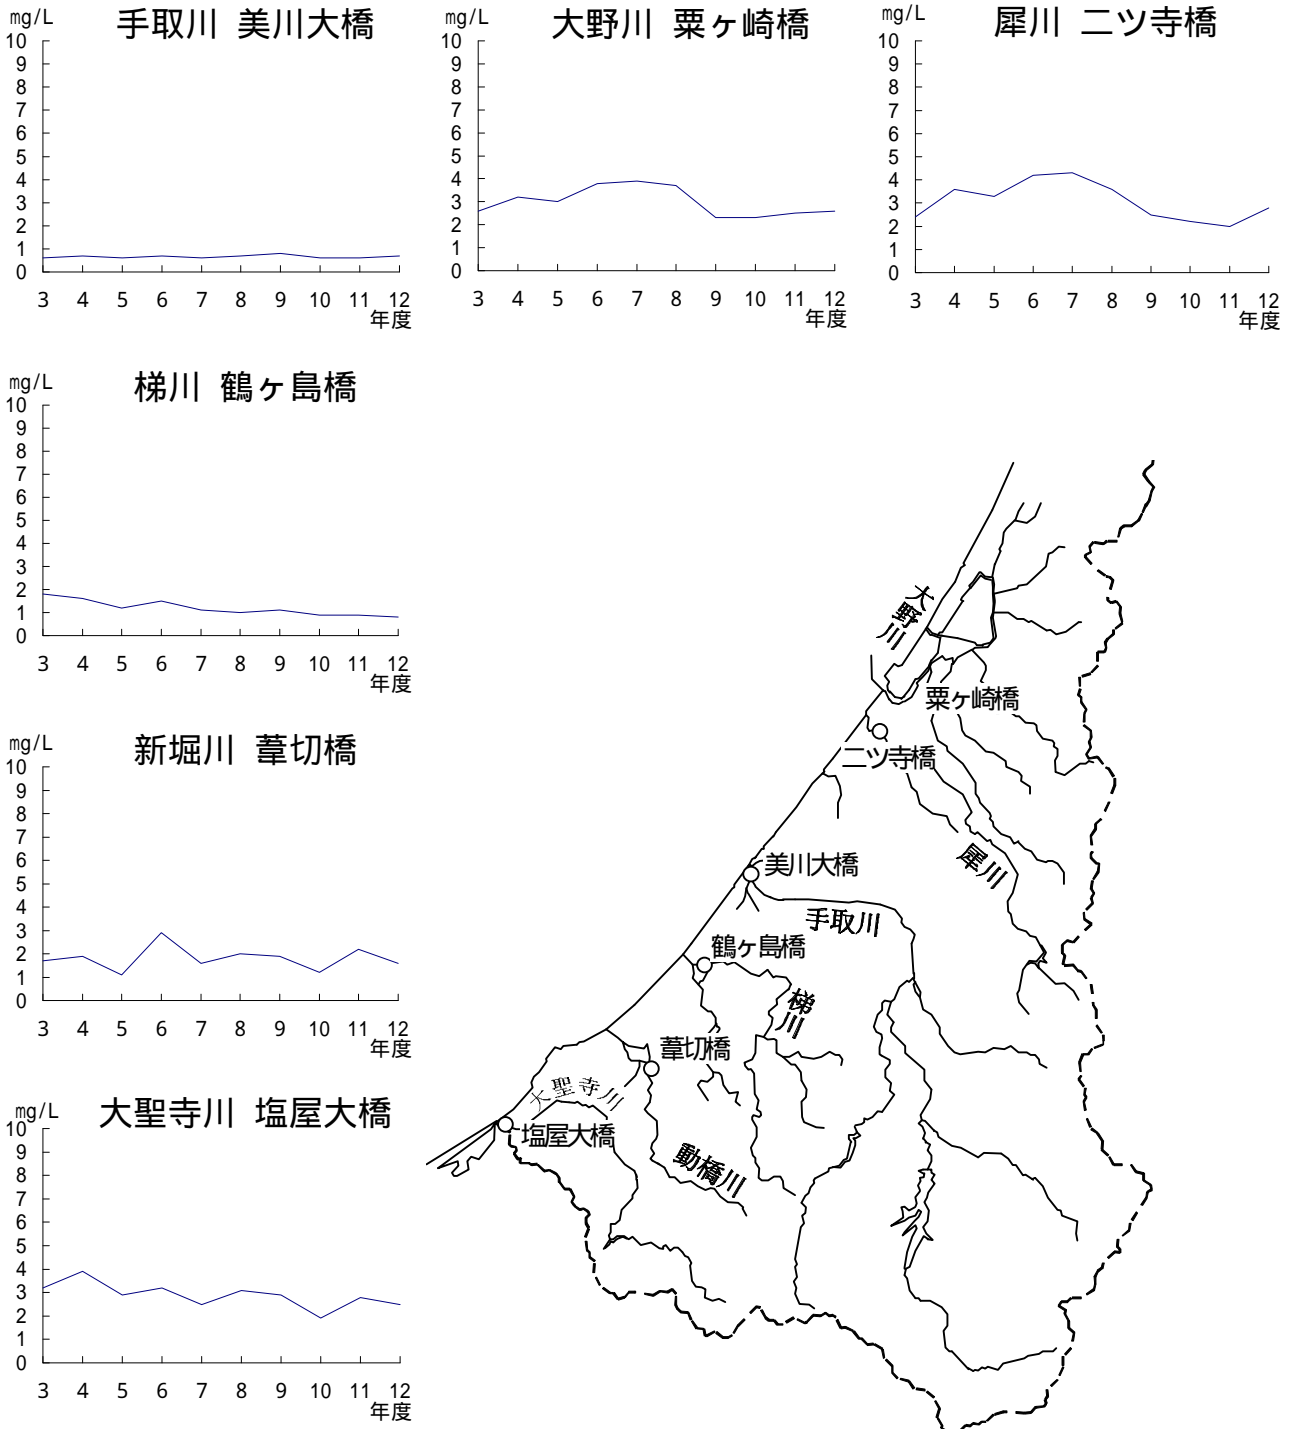 mg/L
手取川 美川大橋
10
9
8
7
6
5
4
3
2
1
0
3 4 5 6 7 8 9 10 11 12
年度
mg/L
大野川 粟ヶ崎橋
10
9
8
7
6
5
4
3
2
1
0
3 4 5 6 7 8 9 10 11 12
年度
mg/L
犀川 二ツ寺橋
10
9
8
7
6
5
4
3
2
1
0
3 4 5 6 7 8 9 10 11 12
年度
mg/L
梯川 鶴ヶ島橋
10
9
8
7
6
5
4
3
2
1
0
3 4 5 6 7 8 9 10 11 12
年度
mg/L
新堀川 葦切橋
10
9
8
7
6
5
4
3
2
1
0
3 4 5 6 7 8 9 10 11 12
年度
mg/L
大聖寺川 塩屋大橋
10
9
8
7
6
5
4
3
2
1
0
3 4 5 6 7 8 9 10 11 12
年度
大野川
粟ヶ崎橋
二ツ寺橋
犀川
美川大橋
手取川
鶴ヶ島橋
梯川
葦切橋
大聖寺川
塩屋大橋
動橋川